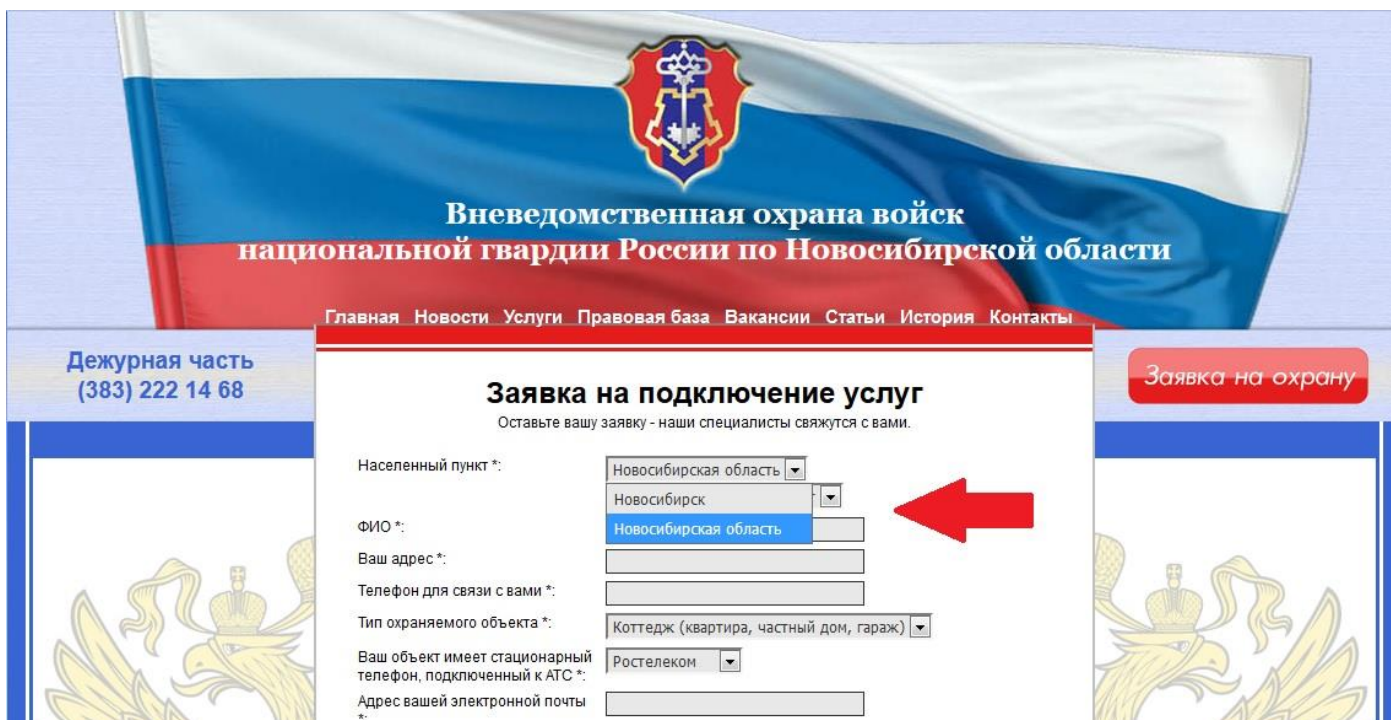 Вневедомственная охрана войск
национальной гвардии России по Новосибирской области
Главная Новости Услуги Правовая база Вакансии Статьи История Контакты
Дежурная часть
(383) 222 14 68
Заявка на охрану
Заявка на подключение услуг
Оставьте вашу заявку - наши специалисты свяжутся с вами.
Населенный пункт *:
Новосибирская область
Новосибирск
Новосибирская область
ФИО *:
Ваш адрес *:
Телефон для связи с вами *:
Тип охраняемого объекта *:
Коттедж (квартира, частный дом, гараж)
Ваш объект имеет стационарный
телефон, подключенный к АТС *:
Ростелеком
Адрес вашей электронной почты
*: